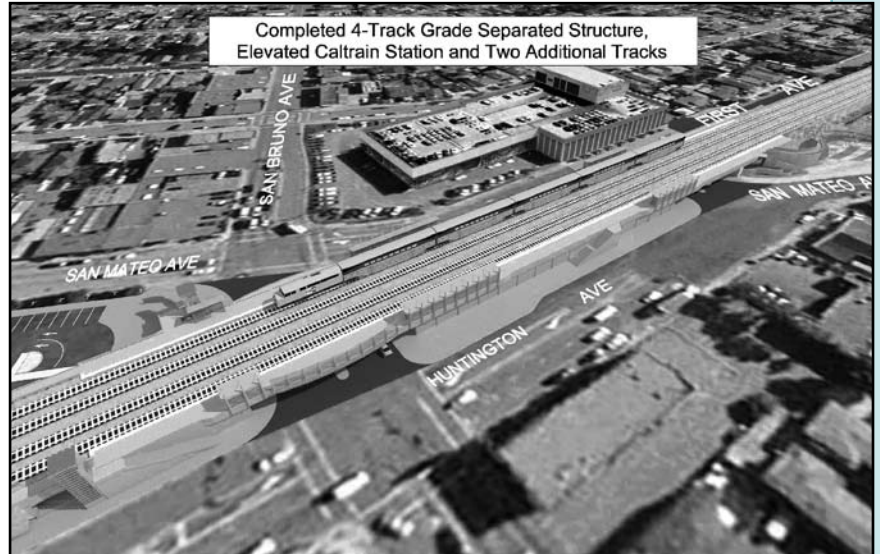 Completed 4-Track Grade Separated Structure,
Elevated Caltrain Station and Two Additional Tracks
SAN BRUNO AVE
FIRST AVE
SAN MATEO AV
SAN MATEO AVE
HUNTINGTON AVE